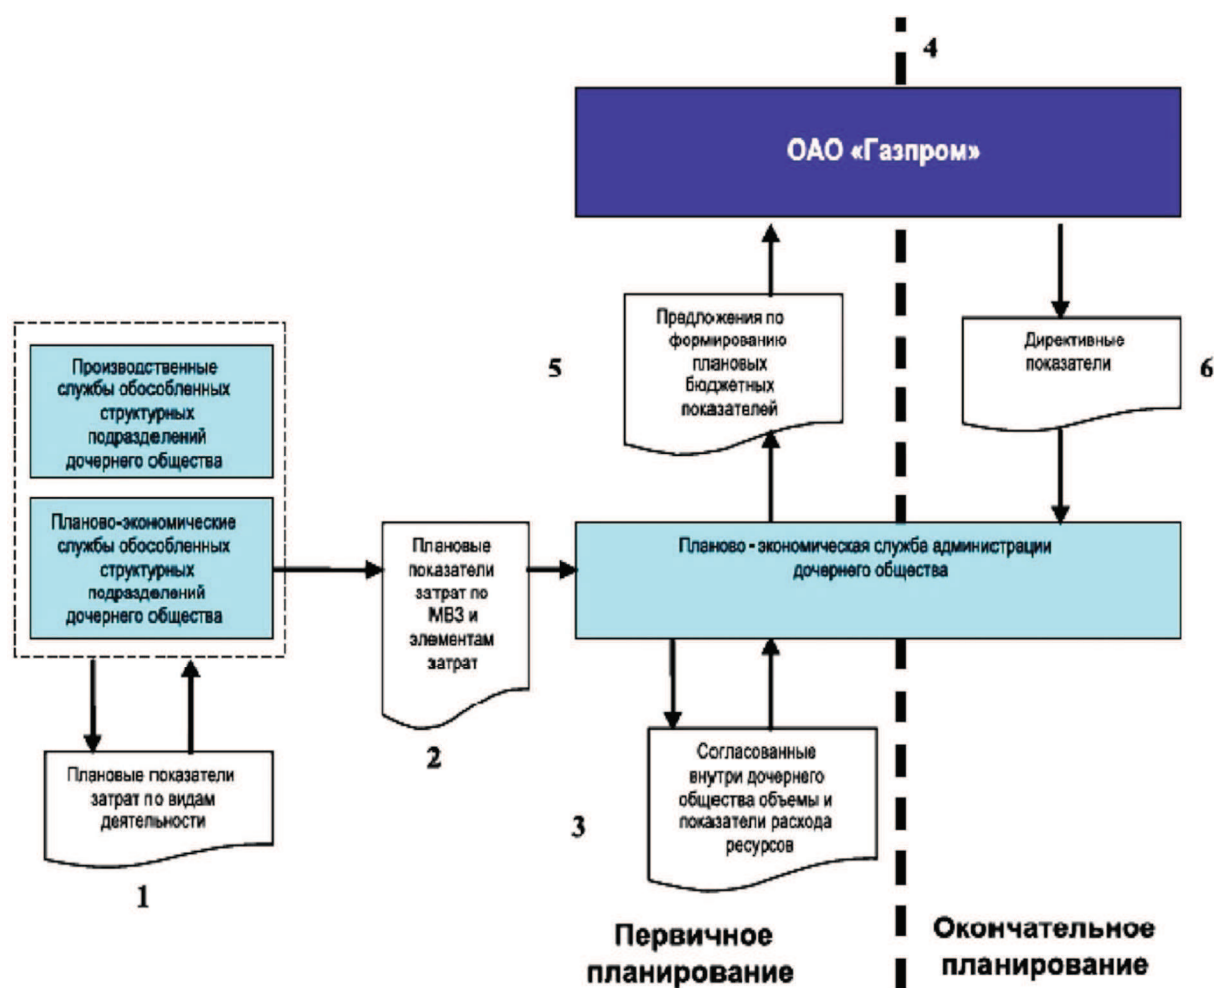 4
ОАО «Газпром»
Предложения по
формированию
плановых
бюджетных
показателей
5
Директивные
показатели
6
Производственные
службы обособленных
структурных
подразделений
дочернего общества
Планово-экономические
службы обособленных
структурных
подразделений
дочернего общества
Плановые
показатели
затрат по
МВЗ и
элементам
затрат
2
Планово - экономическая служба администрации
дочернего общества
Плановые показатели
затрат по видам
деятельности
1
Согласованные
внутри дочернего
общества объемы и
показатели расхода
ресурсов
3
Первичное
планирование
Окончательное
планирование